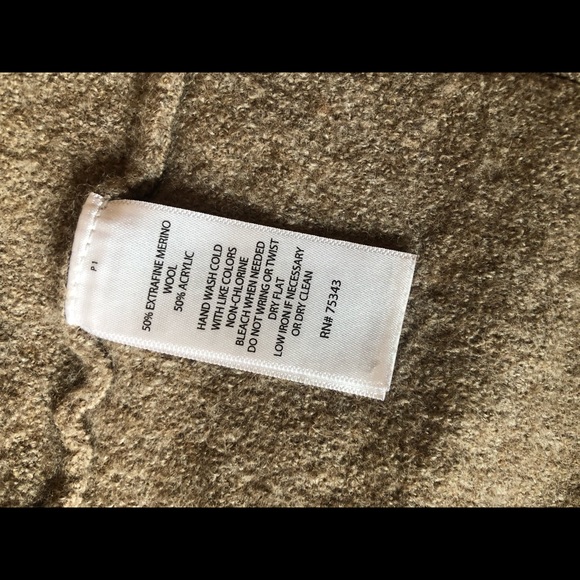 P 1
50% EXTRAFINE MERINO
WOOL
50% ACRYLIC
HAND WASH COLD
WITH LIKE COLORS
NON-CHLORINE
BLEACH WHEN NEEDED
DO NOT WRING OR TWIST
DRY FLAT
LOW IRON IF NECESSARY
OR DRY CLEAN
RN# 75343